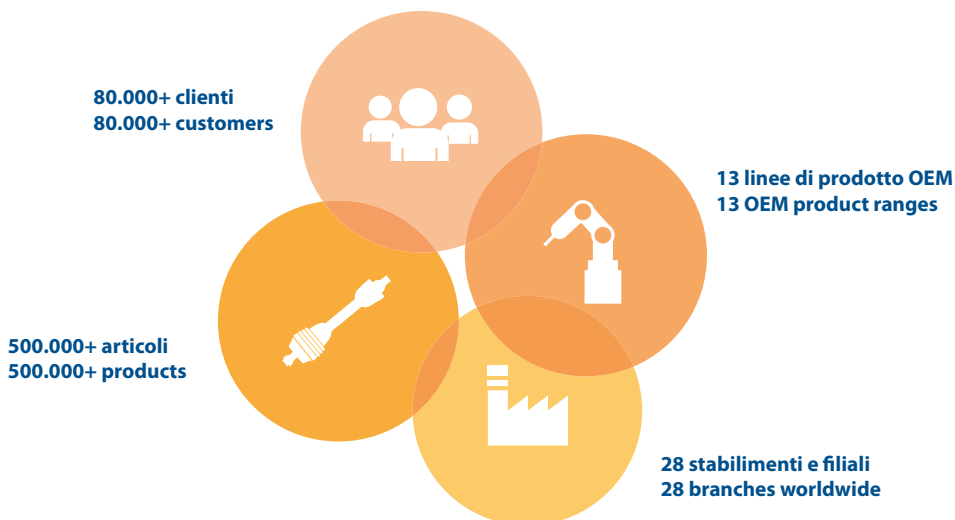 80.000+ clienti
80.000+ customers
13 linee di prodotto OEM
13 OEM product ranges
500.000+ articoli
500.000+ products
28 stabilimenti e filiali
28 branches worldwide